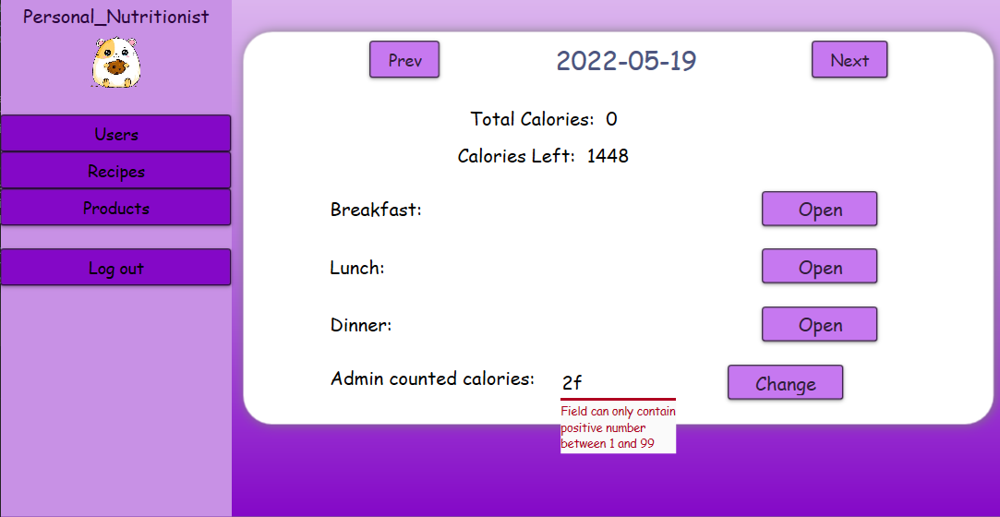 Personal_Nutritionist
Users
Recipes
Products
Log out
Prev
2022-05-19
Next
Total Calories: 0
Calories Left: 1448
Breakfast:
Open
Lunch:
Open
Dinner:
Open
Admin counted calories:
2f
Change
Field can only contain
positive number
between 1 and 99